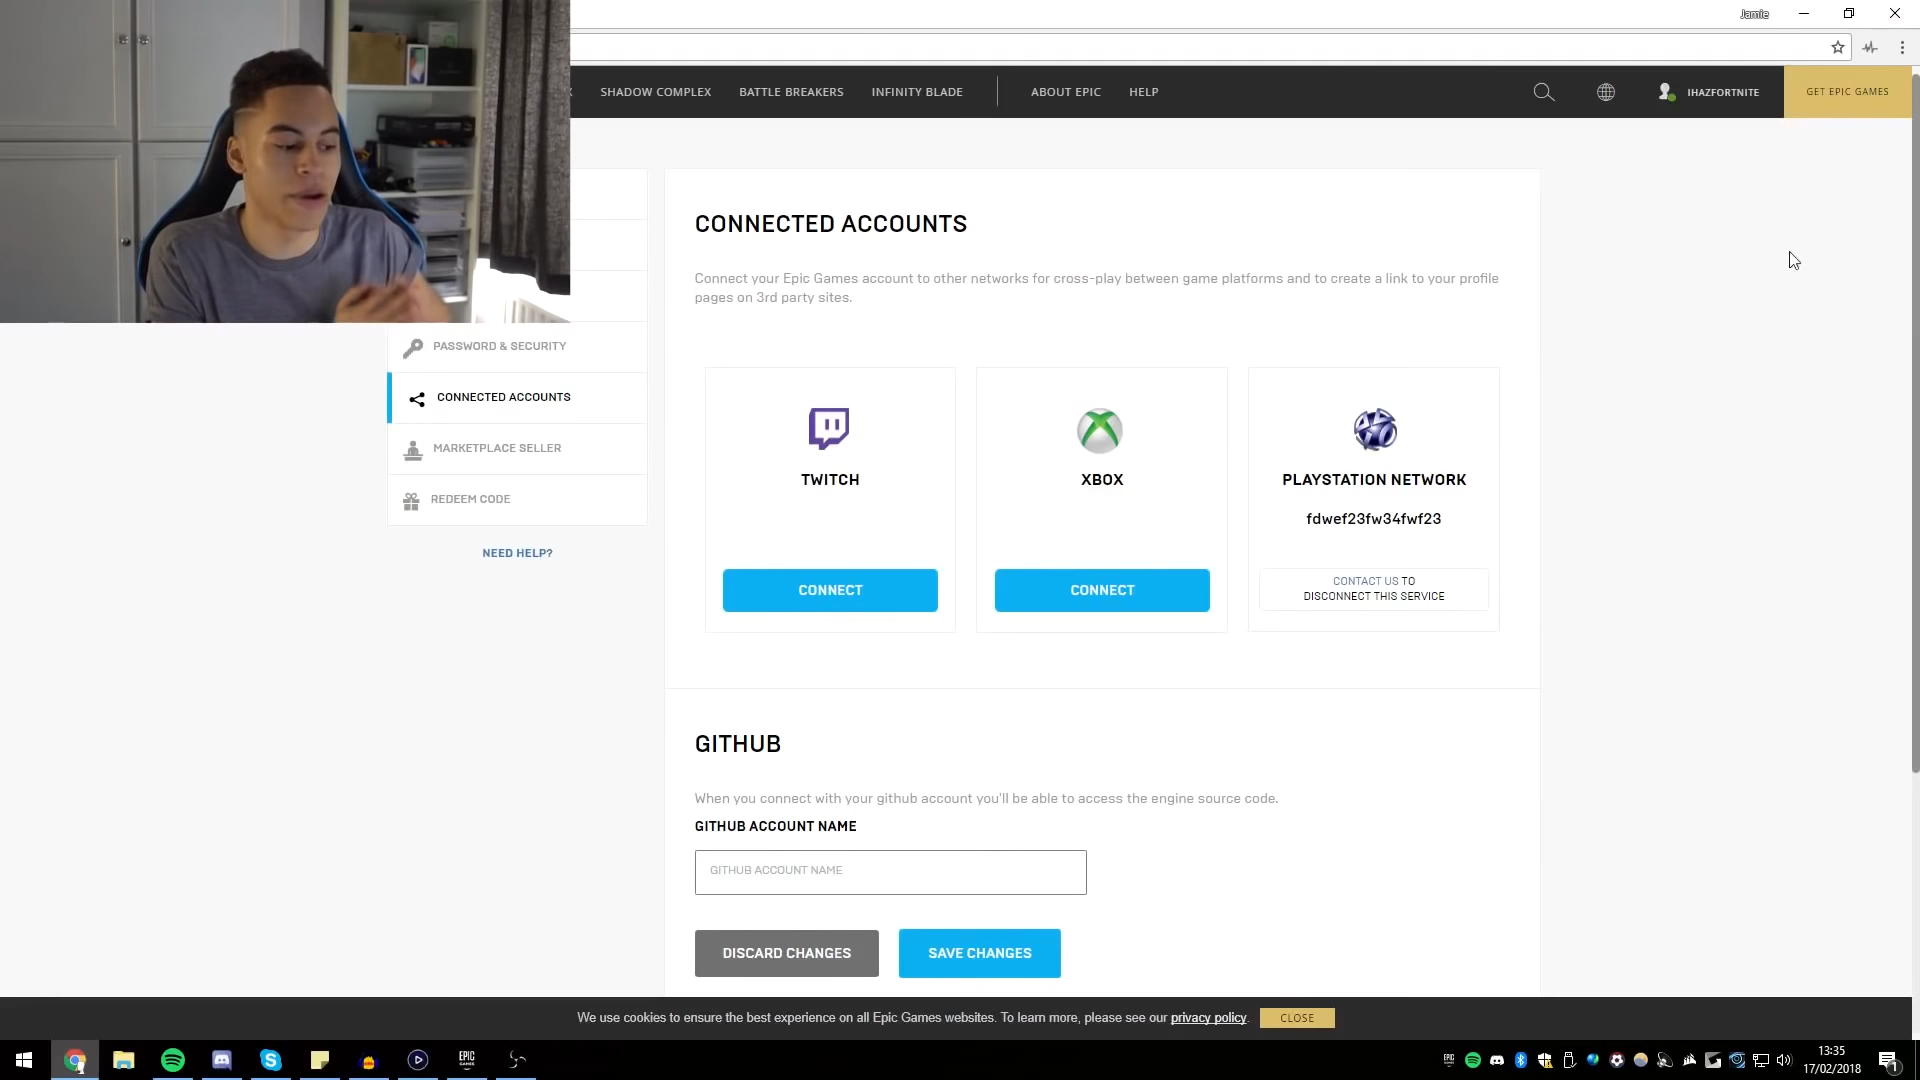 Jamie
SHADOW COMPLEX
BATTLE BREAKERS
INFINITY BLADE
ABOUT EPIC
HELP
IHAZFORTNITE
GET EPIC GAMES
PASSWORD & SECURITY
CONNECTED ACCOUNTS
MARKETPLACE SELLER
REDEEM CODE
NEED HELP?
CONNECTED ACCOUNTS
Connect your Epic Games account to other networks for cross-play between game platforms and to create a link to your profile
pages on 3rd party sites.
TWITCH
CONNECT
XBOX
CONNECT
PLAYSTATION NETWORK
fdwef23fw34fwf23
CONTACT US TO
DISCONNECT THIS SERVICE
GITHUB
When you connect with your github account you'll be able to access the engine source code.
GITHUB ACCOUNT NAME
GITHUB ACCOUNT NAME
DISCARD CHANGES
SAVE CHANGES
We use cookies to ensure the best experience on all Epic Games websites. To learn more, please see our privacy policy.
CLOSE
EPIC
GAMES
13:35
17/02/2018
1